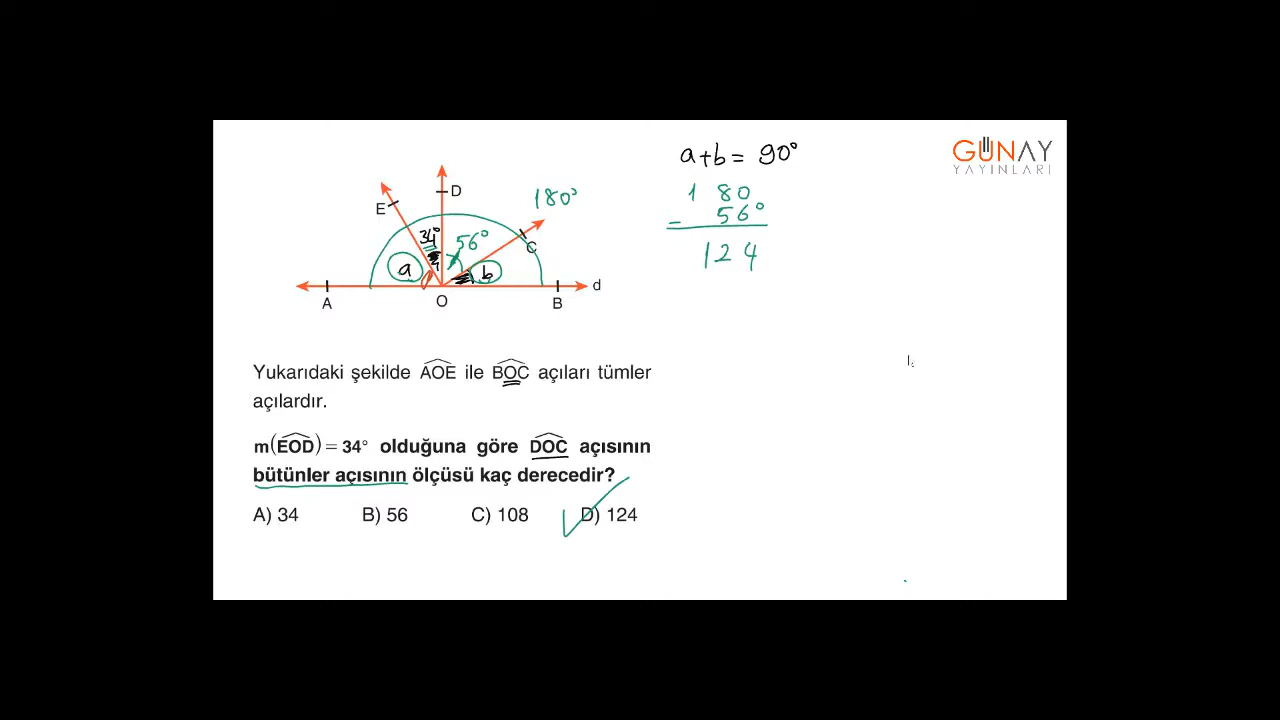 a+b = 90°
GÜNAY
YAYINLARI
180
56°
124
D
180°
E
34°
56°
C
a
b
A
O
B
d
Yukarıdaki şekilde AOE ile BOC açıları tümler
açılardır.
m(EOD) = 34° olduğuna göre DOC açısının
bütünler açısının ölçüsü kaç derecedir?
A) 34 B) 56 C) 108 D) 124